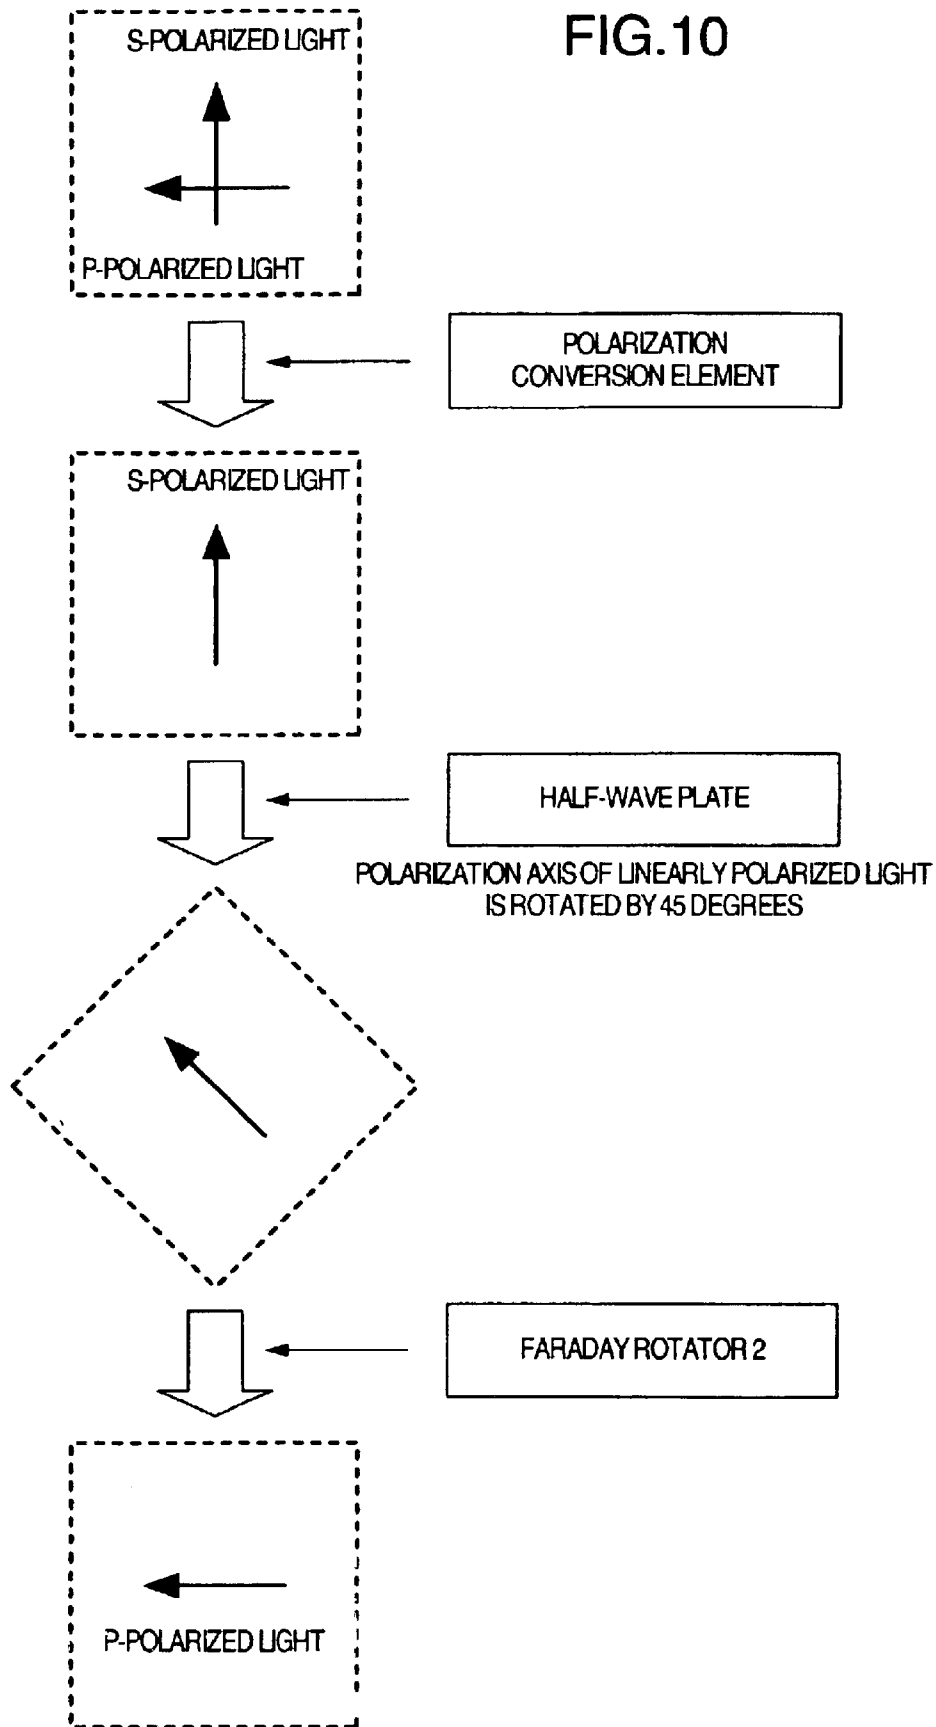 FIG.10
S-POLARIZED LIGHT
P-POLARIZED LIGHT
POLARIZATION
CONVERSION ELEMENT
S-POLARIZED LIGHT
HALF-WAVE PLATE
POLARIZATION AXIS OF LINEARLY POLARIZED LIGHT
IS ROTATED BY 45 DEGREES
FARADAY ROTATOR 2
P-POLARIZED LIGHT